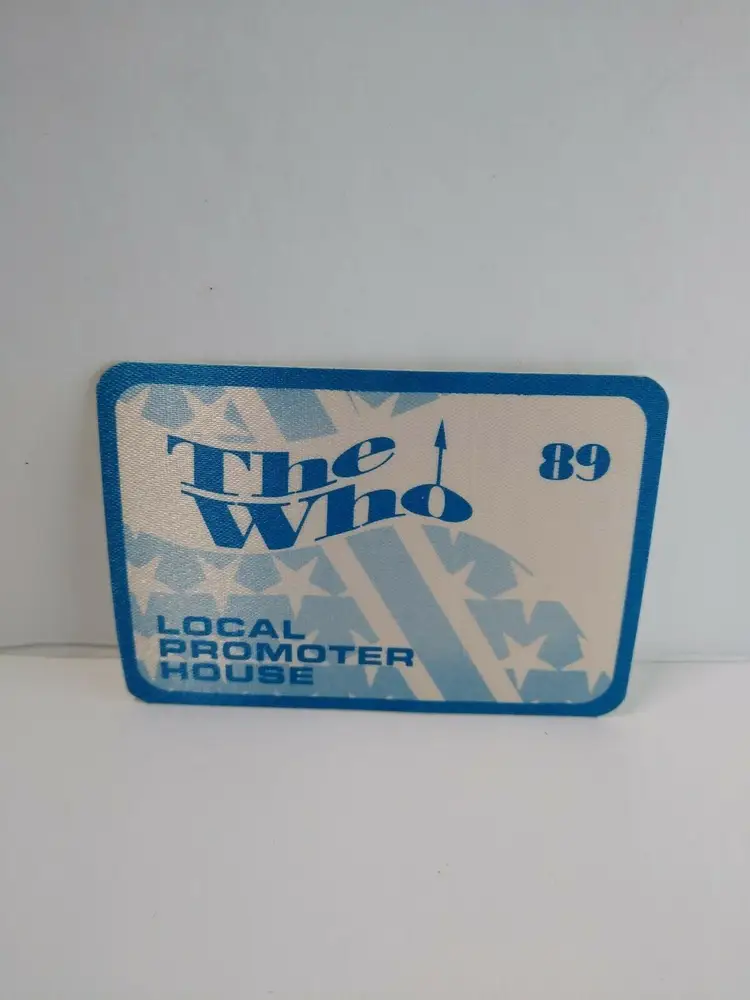 The
Who
89
LOCAL
PROMOTER
HOUSE